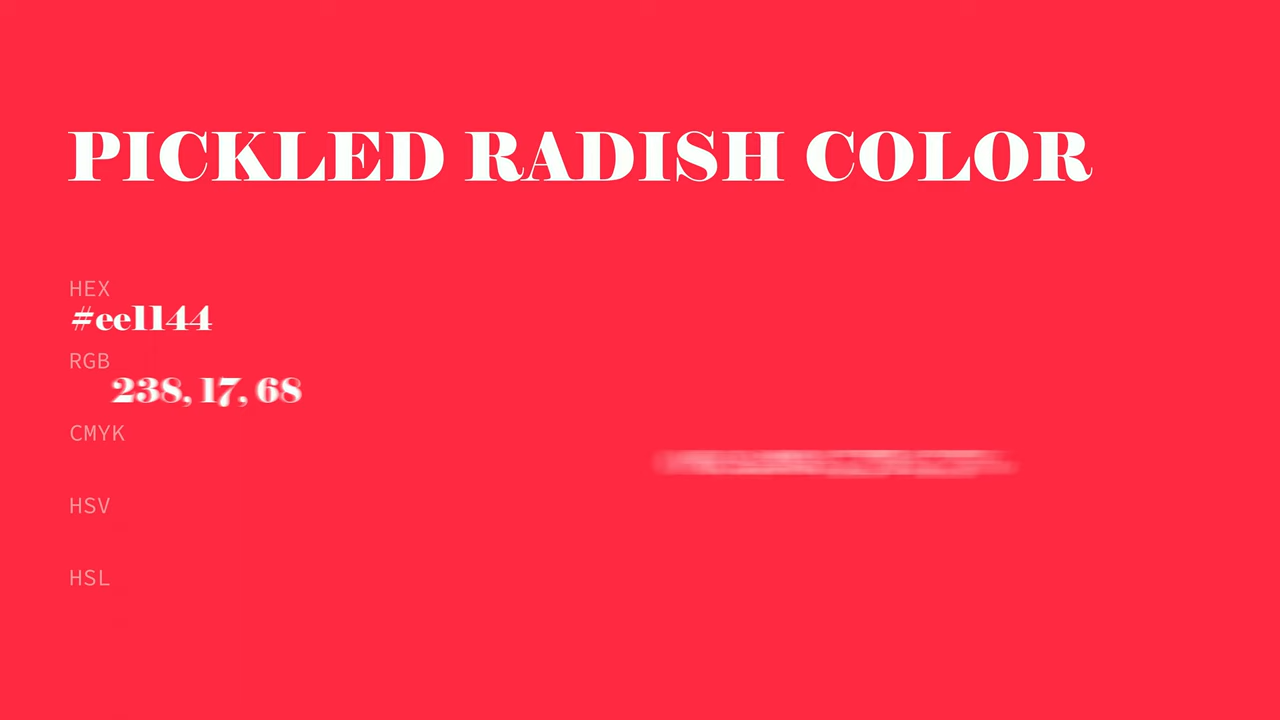 PICKLED RADISH COLOR
HEX
#ee1144
RGB
238, 17, 68
CMYK
HSV
HSL